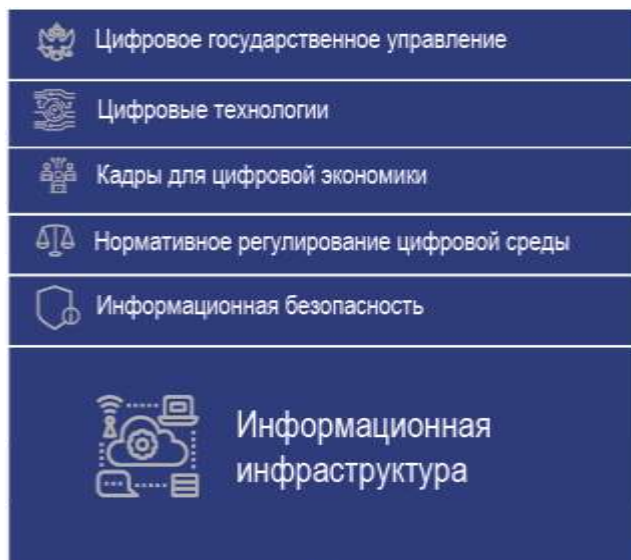 Цифровое государственное управление
Цифровые технологии
Кадры для цифровой экономики
Нормативное регулирование цифровой среды
Информационная безопасность
Информационная
инфраструктура